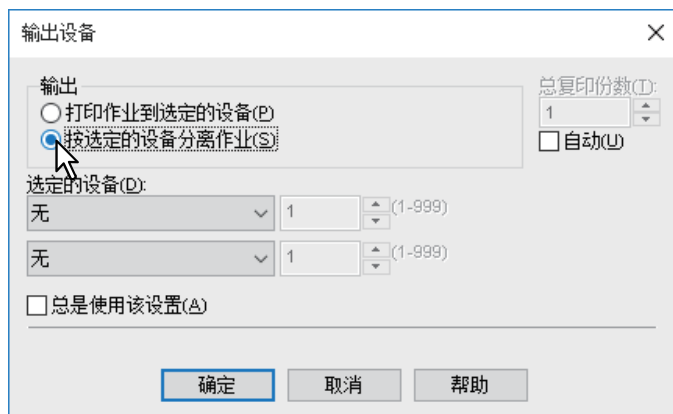 输出设备
输出
打印作业到选定的设备(P)
按选定的设备分离作业(S)
总复印份数(T):
1
自动(U)
选定的设备(D):
无 1 (1-999)
无 1 (1-999)
总是使用该设置(A)
确定 取消 帮助